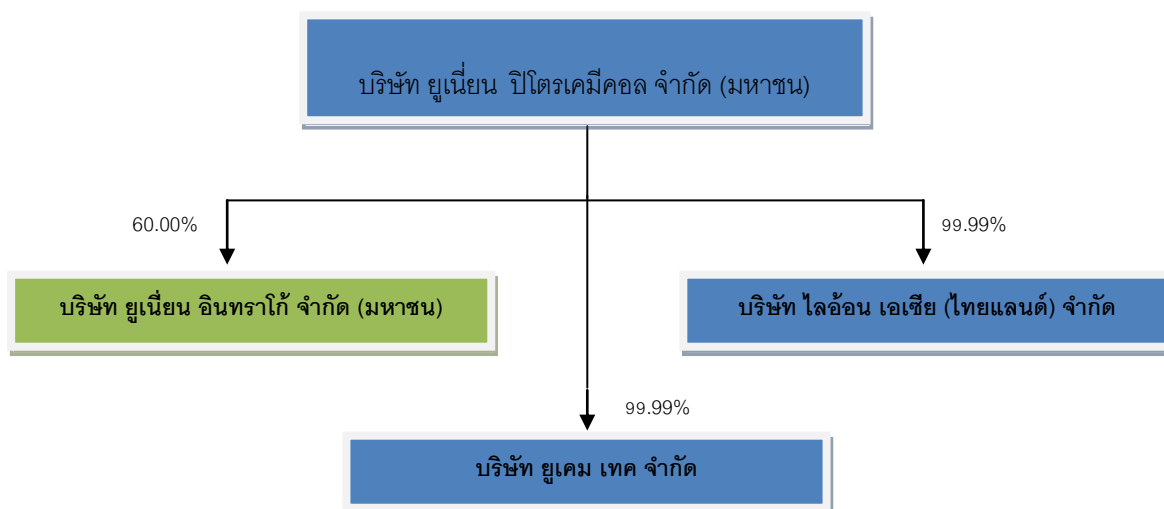 บริษัท ยูเนี่ยน ปิโตรเคมีคอล จำกัด (มหาชน)
60.00%
99.99%
บริษัท ยูเนี่ยน อินทราโก้ จำกัด (มหาชน)
บริษัท ไลอ้อน เอเซีย (ไทยแลนด์) จำกัด
99.99%
บริษัท ยูเคม เทค จำกัด